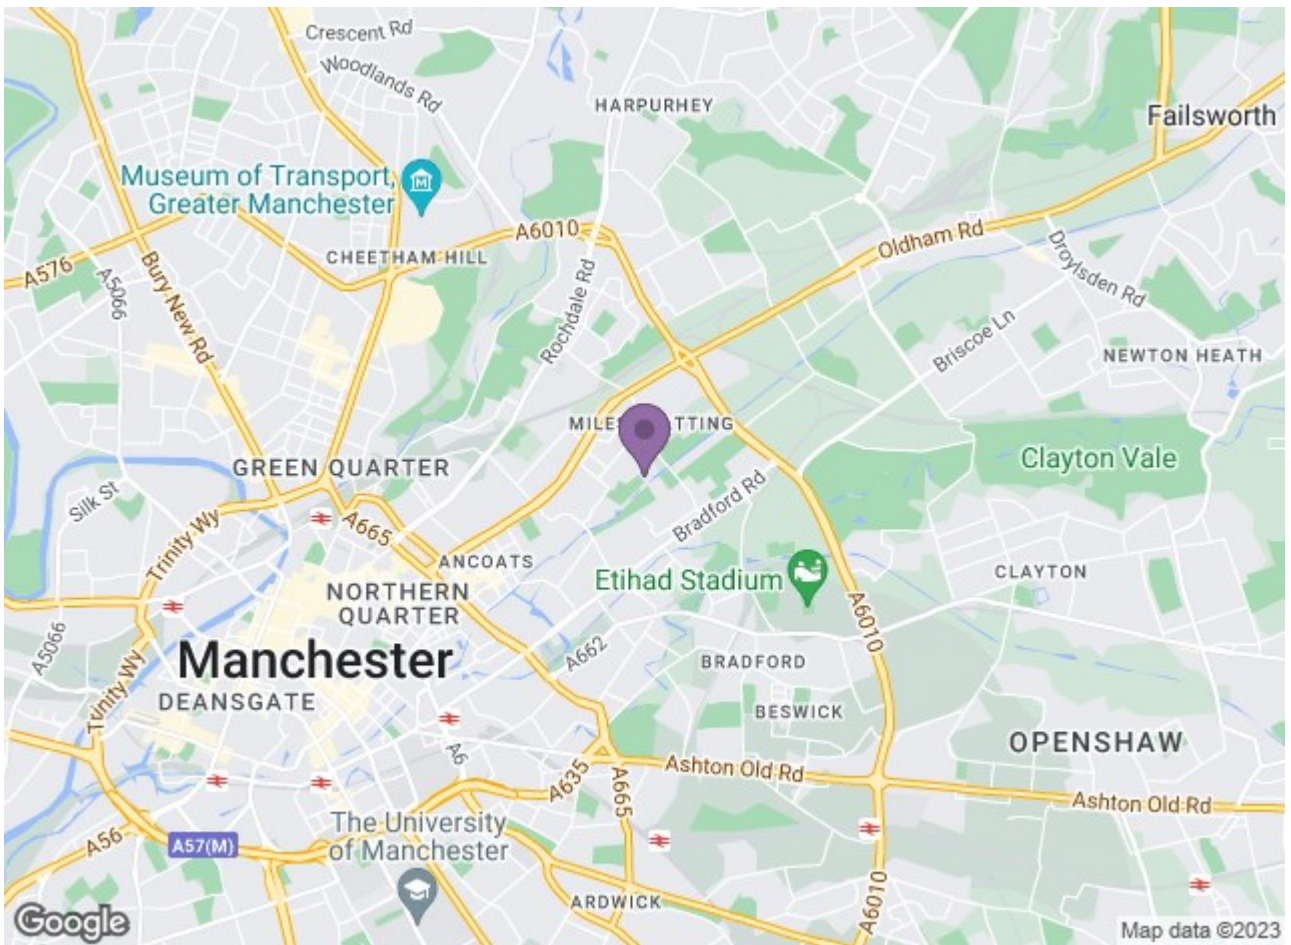 Crescent Rd
Woodlands Rd
HARPURHEY
Failsworth
Museum of Transport,
Greater Manchester
A6010
Oldham Rd
CHEETHAM HILL
A576
A5066
Bury New Rd
Rochdale Rd
Droylsden Rd
Briscoe Ln
NEWTON HEATH
MILES PLATTING
GREEN QUARTER
Clayton Vale
Silk St
Trinity Wy
A665
Bradford Rd
ANCOATS
Etihad Stadium
CLAYTON
NORTHERN
QUARTER
A6010
A5066
Manchester
A662
BRADFORD
Trinity Wy
DEANSGATE
BESWICK
OPENSHAW
A6
A635
A665
Ashton Old Rd
Ashton Old Rd
The University
of Manchester
A56
A57(M)
ARDWICK
A6010
Google
Map data ©2023